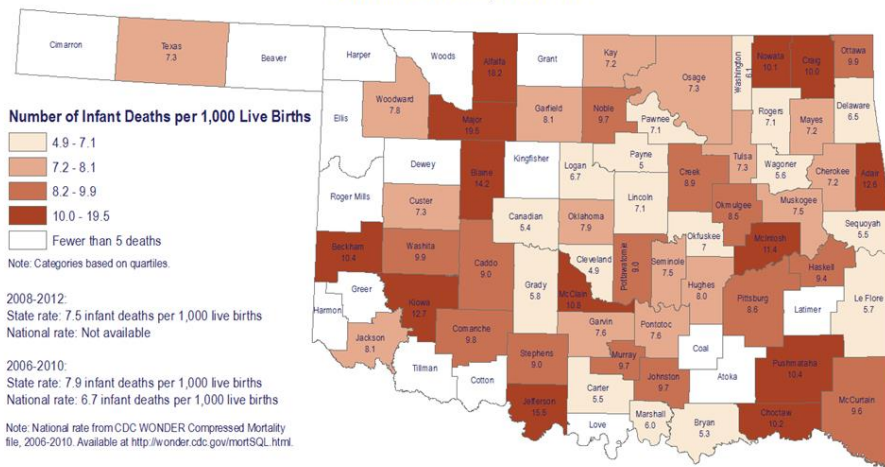 Cimarron
Texas
7.3
Beaver
Harper
Woods
Alfalfa
Grant
Kay
7.2
Osage
7.3
Washington
6.1
Nowata
10.1
Craig
10.0
Ottawa
9.9
Ellis
Woodward
7.8
Major
19.5
Garfield
8.1
Noble
9.7
Pawnee
7.1
Rogers
7.1
Mayes
7.2
Delaware
6.5
Number of Infant Deaths per 1,000 Live Births
4.9 - 7.1
7.2 - 8.1
8.2 - 9.9
10.0 - 19.5
Fewer than 5 deaths
Note: Categories based on quartiles.
Dewey
Blaine
14.2
Kingfisher
Logan
6.7
Payne
5
Creek
8.9
Tulsa
7.3
Wagoner
5.6
Cherokee
7.2
Adair
12.6
Roger Mills
Custer
7.3
Canadian
5.4
Oklahoma
7.9
Lincoln
7.1
Okfuskee
7
Okmulgee
8.5
Muskogee
7.5
Sequoyah
5.5
Beckham
10.4
Washita
9.9
Caddo
9.0
Grady
5.8
Cleveland
4.9
Pottawatomie
9.0
Seminole
7.5
Hughes
8.0
McIntosh
11.4
Haskell
9.4
Greer
Harmon
Kiowa
12.7
McClain
10.8
Pittsburg
8.6
Latimer
Le Flore
5.7
Jackson
8.1
Comanche
9.8
Garvin
7.6
Pontotoc
7.6
Coal
Tillman
Cotton
Stephens
9.0
Murray
9.7
Johnston
9.7
Atoka
Pushmataha
10.4
McCurtain
9.6
Jefferson
Carter
5.5
Love
Marshall
6.0
Bryan
5.3
Choctaw
10.2
2008-2012:
State rate: 7.5 infant deaths per 1,000 live births
National rate: Not available
2006-2010:
State rate: 7.9 infant deaths per 1,000 live births
National rate: 6.7 infant deaths per 1,000 live births
Note: National rate from CDC WONDER Compressed Mortality
file, 2006-2010. Available at http://wonder.cdc.gov/mortSQL.html.